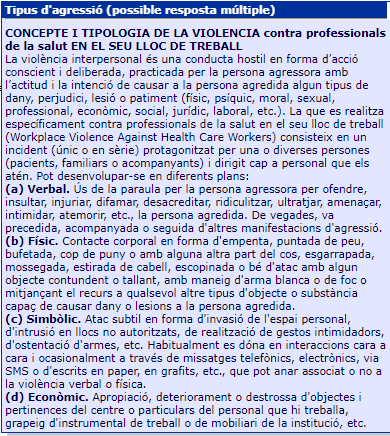 Tipus d'agressió (possible resposta múltiple)
CONCEPTE I TIPOLOGIA DE LA VIOLENCIA contra professionals
de la salut EN EL SEU LLOC DE TREBALL
La violència interpersonal és una conducta hostil en forma d’acció
conscient i deliberada, practicada per la persona agressora amb
l’actitud i la intenció de causar a la persona agredida algun tipus de
dany, perjudici, lesió o patiment (físic, psíquic, moral, sexual,
professional, econòmic, social, jurídic, laboral, etc.). La que es realitza
específicament contra professionals de la salut en el seu lloc de treball
(Workplace Violence Against Health Care Workers) consisteix en un
incident (únic o en sèrie) protagonitzat per una o diverses persones
(pacients, familiars o acompanyants) i dirigit cap a personal que els
atén. Pot desenvolupar-se en diferents plans:
(a) Verbal. Ús de la paraula per la persona agressora per ofendre,
insultar, injuriar, difamar, desacreditar, ridiculitzar, ultratjar, amenaçar,
intimidar, atemorir, etc., la persona agredida. De vegades, va
precedida, acompanyada o seguida d'altres manifestacions d'agressió.
(b) Físic. Contacte corporal en forma d'empenta, puntada de peu,
bufetada, cop de puny o amb alguna altra part del cos, esgarrapada,
mossegada, estirada de cabell, escopinada o bé d'atac amb algun
objecte contundent o tallant, amb maneig d'arma blanca o de foc o
mitjançant el recurs a qualsevol altre tipus d'objecte o substància
capaç de causar dany o lesions a la persona agredida.
(c) Simbòlic. Atac subtil en forma d'invasió de l'espai personal,
d'intrusió en llocs no autoritzats, de realització de gestos intimidadors,
d'ostentació d'armes, etc. Habitualment es dóna en interaccions cara a
cara i ocasionalment a través de missatges telefònics, electrònics, via
SMS o d'escrits en paper, en grafits, etc., que pot anar associat o no a
la violència verbal o física.
(d) Econòmic. Apropiació, deteriorament o destrossa d'objectes i
pertinences del centre o particulars del personal que hi treballa,
grapeig d'instrumental de treball o de mobiliari de la institució, etc.